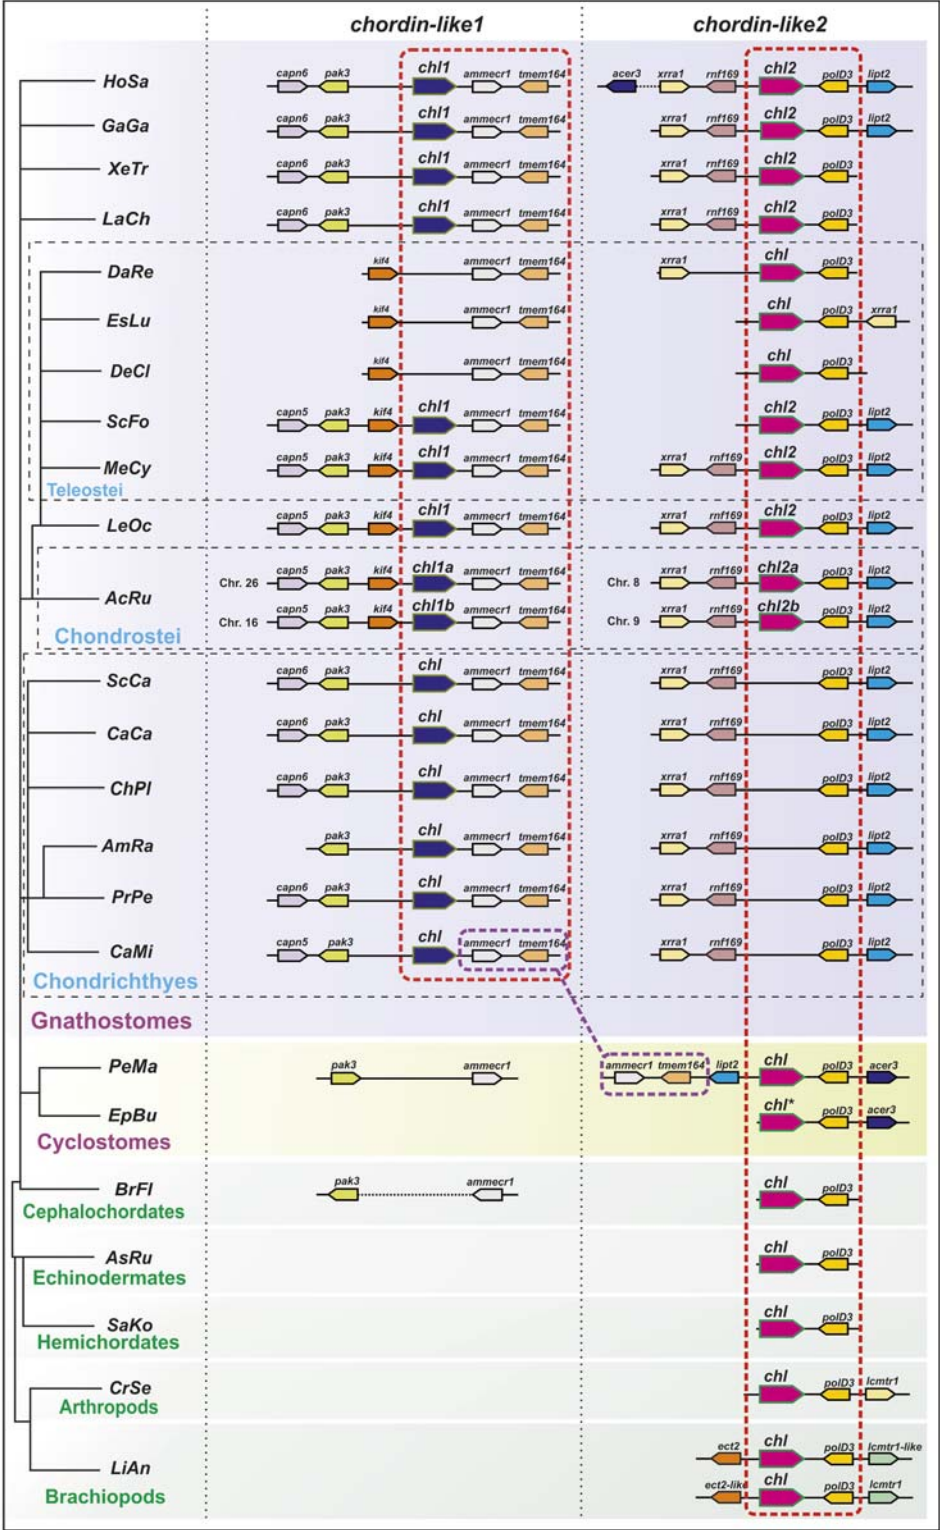 chordin-like1 chordin-like2
HoSa capn6 pak3 chl1 ammecr1 tmem164 acer3 xrra1 rnf169 chl2 polD3 lipt2
GaGa capn6 pak3 chl1 ammecr1 tmem164 xrra1 rnf169 chl2 polD3 lipt2
XeTr capn6 pak3 chl1 ammecr1 tmem164 xrra1 rnf169 chl2 polD3
LaCh capn6 pak3 chl1 ammecr1 tmem164 xrra1 rnf169 chl2 polD3
DaRe kif4 ammecr1 tmem164 xrra1 chl polD3
EsLu kif4 ammecr1 tmem164 chl polD3 xrra1
DeCl kif4 ammecr1 tmem164 chl polD3
ScFo capn5 pak3 kif4 chl1 ammecr1 tmem164 chl2 polD3 lipt2
MeCy capn5 pak3 kif4 chl1 ammecr1 tmem164 xrra1 rnf169 chl2 polD3 lipt2
Teleostei
LeOc capn5 pak3 kif4 chl1 ammecr1 tmem164 xrra1 rnf169 chl2 polD3 lipt2
Chr. 26 capn5 pak3 kif4 chl1a ammecr1 tmem164 Chr. 8 xrra1 rnf169 chl2a polD3 lipt2
AcRu
Chr. 16 capn5 pak3 kif4 chl1b ammecr1 tmem164 Chr. 9 xrra1 rnf169 chl2b polD3 lipt2
Chondrostei
ScCa capn6 pak3 chl ammecr1 tmem164 xrra1 rnf169 polD3 lipt2
CaCa capn6 pak3 chl ammecr1 tmem164 xrra1 rnf169 polD3 lipt2
ChPl capn6 pak3 chl ammecr1 tmem164 xrra1 rnf169 polD3 lipt2
AmRa pak3 chl ammecr1 tmem164 xrra1 rnf169 polD3 lipt2
PrPe capn6 pak3 chl ammecr1 tmem164 xrra1 rnf169 polD3 lipt2
CaMi capn5 pak3 chl ammecr1 tmem164 xrra1 rnf169 polD3 lipt2
Chondrichthyes
Gnathostomes
PeMa pak3 ammecr1 ammecr1 tmem164 lipt2 chl polD3 acer3
EpBu chl* polD3 acer3
Cyclostomes
BrFl pak3 ammecr1 chl polD3
Cephalochordates
AsRu chl polD3
Echinodermates
SaKo chl polD3
Hemichordates
CrSe chl polD3 lcmtr1
Arthropods
ect2 chl polD3 lcmtr1-like
LiAn
ect2-like chl polD3 lcmtr1
Brachiopods